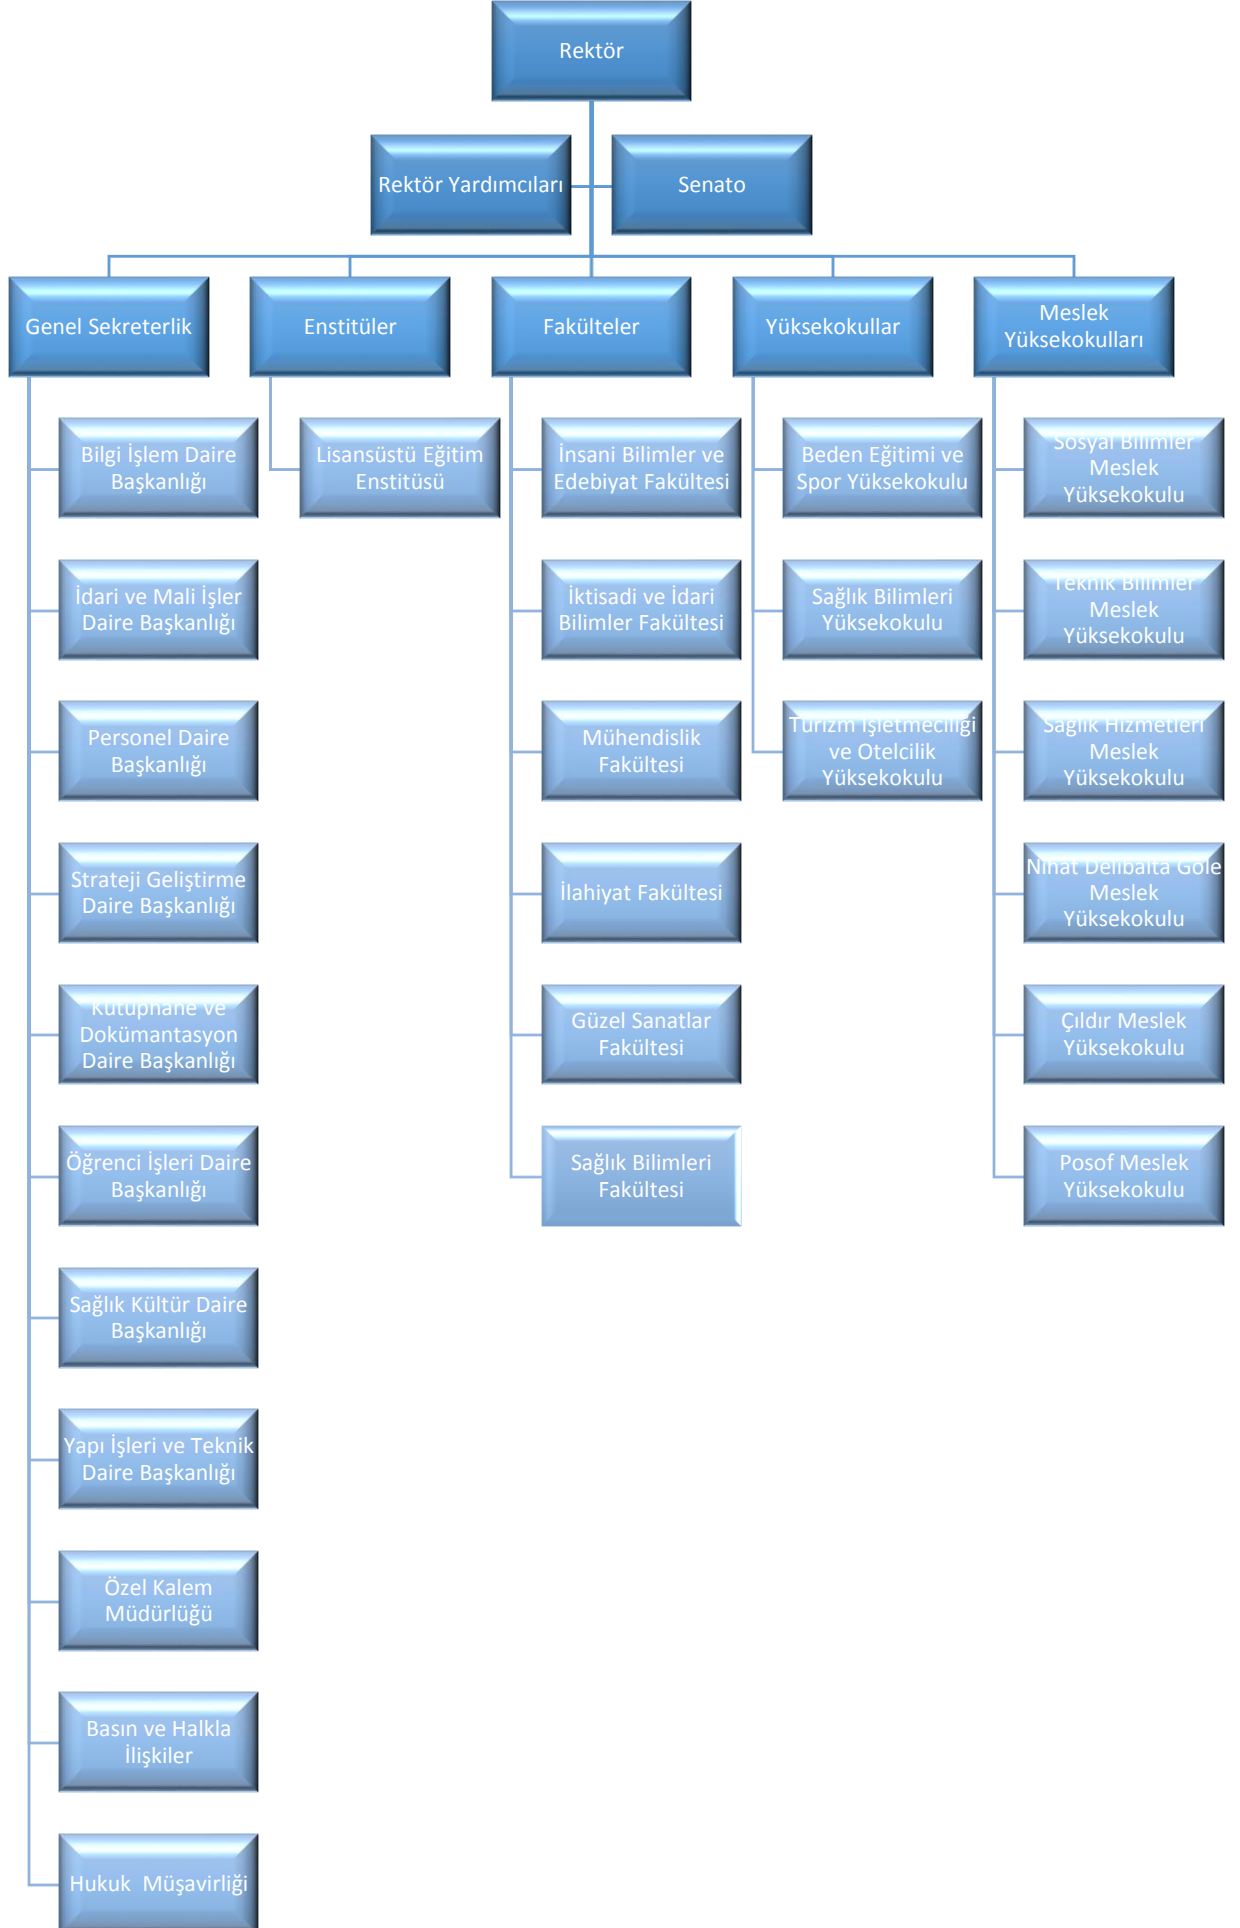 Rektör
Rektör Yardımcıları
Senato
Genel Sekreterlik
Enstitüler
Fakülteler
Yüksekokullar
Meslek
Yüksekokulları
Bilgi İşlem Daire
Başkanlığı
İdari ve Mali İşler
Daire Başkanlığı
Personel Daire
Başkanlığı
Strateji Geliştirme
Daire Başkanlığı
Kütüphane ve
Dokümantasyon
Daire Başkanlığı
Öğrenci İşleri Daire
Başkanlığı
Sağlık Kültür Daire
Başkanlığı
Yapı İşleri ve Teknik
Daire Başkanlığı
Özel Kalem
Müdürlüğü
Basın ve Halkla
İlişkiler
Hukuk  Müşavirliği
Lisansüstü Eğitim
Enstitüsü
İnsani Bilimler ve
Edebiyat Fakültesi
İktisadi ve İdari
Bilimler Fakültesi
Mühendislik
Fakültesi
İlahiyat Fakültesi
Güzel Sanatlar
Fakültesi
Sağlık Bilimleri
Fakültesi
Beden Eğitimi ve
Spor Yüksekokulu
Sağlık Bilimleri
Yüksekokulu
Turizm İşletmeciliği
ve Otelcilik
Yüksekokulu
Sosyal Bilimler
Meslek
Yüksekokulu
Teknik Bilimler
Meslek
Yüksekokulu
Sağlık Hizmetleri
Meslek
Yüksekokulu
Nihat Delibalta Göle
Meslek
Yüksekokulu
Çıldır Meslek
Yüksekokulu
Posof Meslek
Yüksekokulu